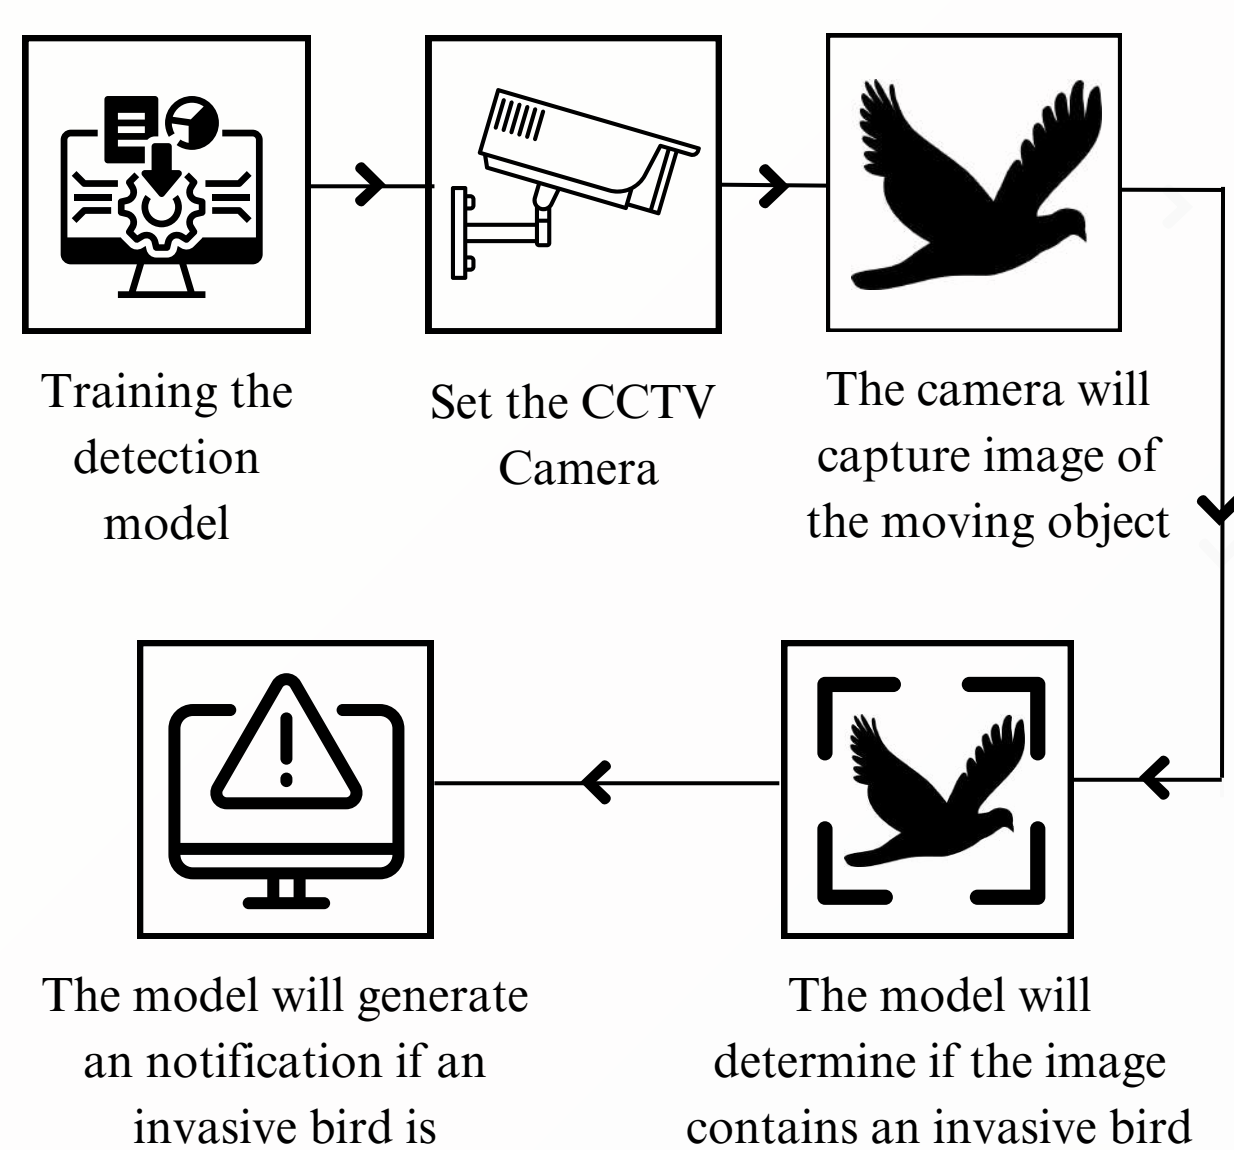 Training the
detection
model
Set the CCTV
Camera
The camera will
capture image of
the moving object
The model will generate
an notification if an
invasive bird is
The model will
determine if the image
contains an invasive bird